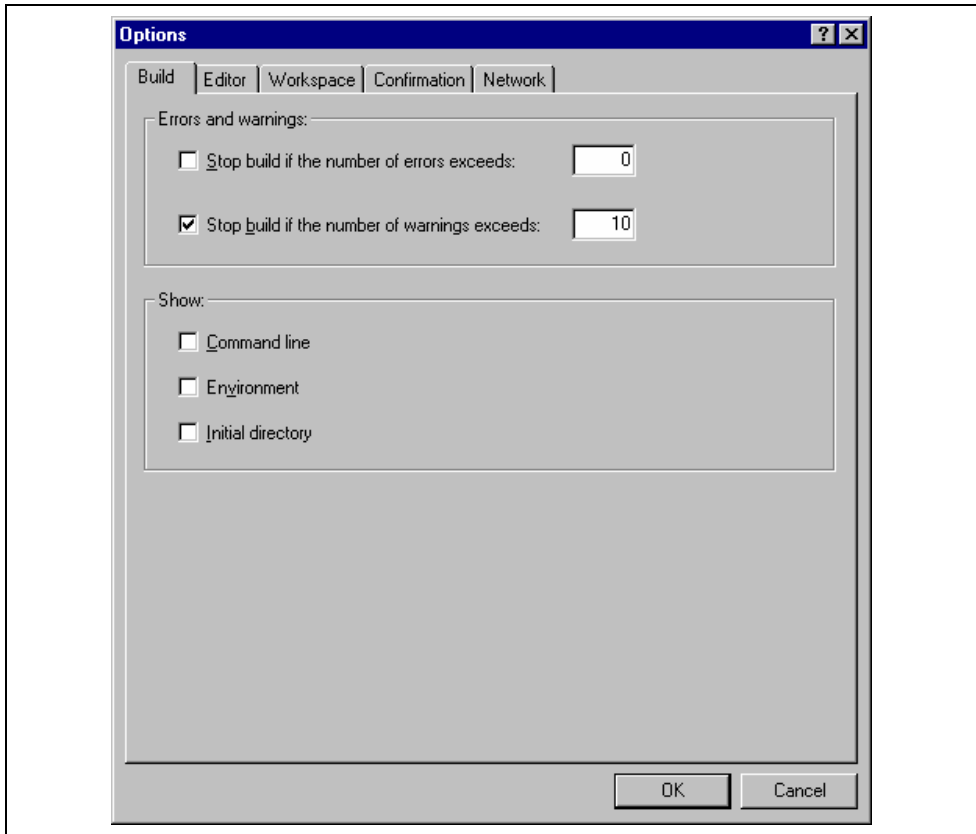 Options
Build Editor Workspace Confirmation Network
Errors and warnings:
Stop build if the number of errors exceeds: 0
Stop build if the number of warnings exceeds: 10
Show:
Command line
Environment
Initial directory
OK Cancel